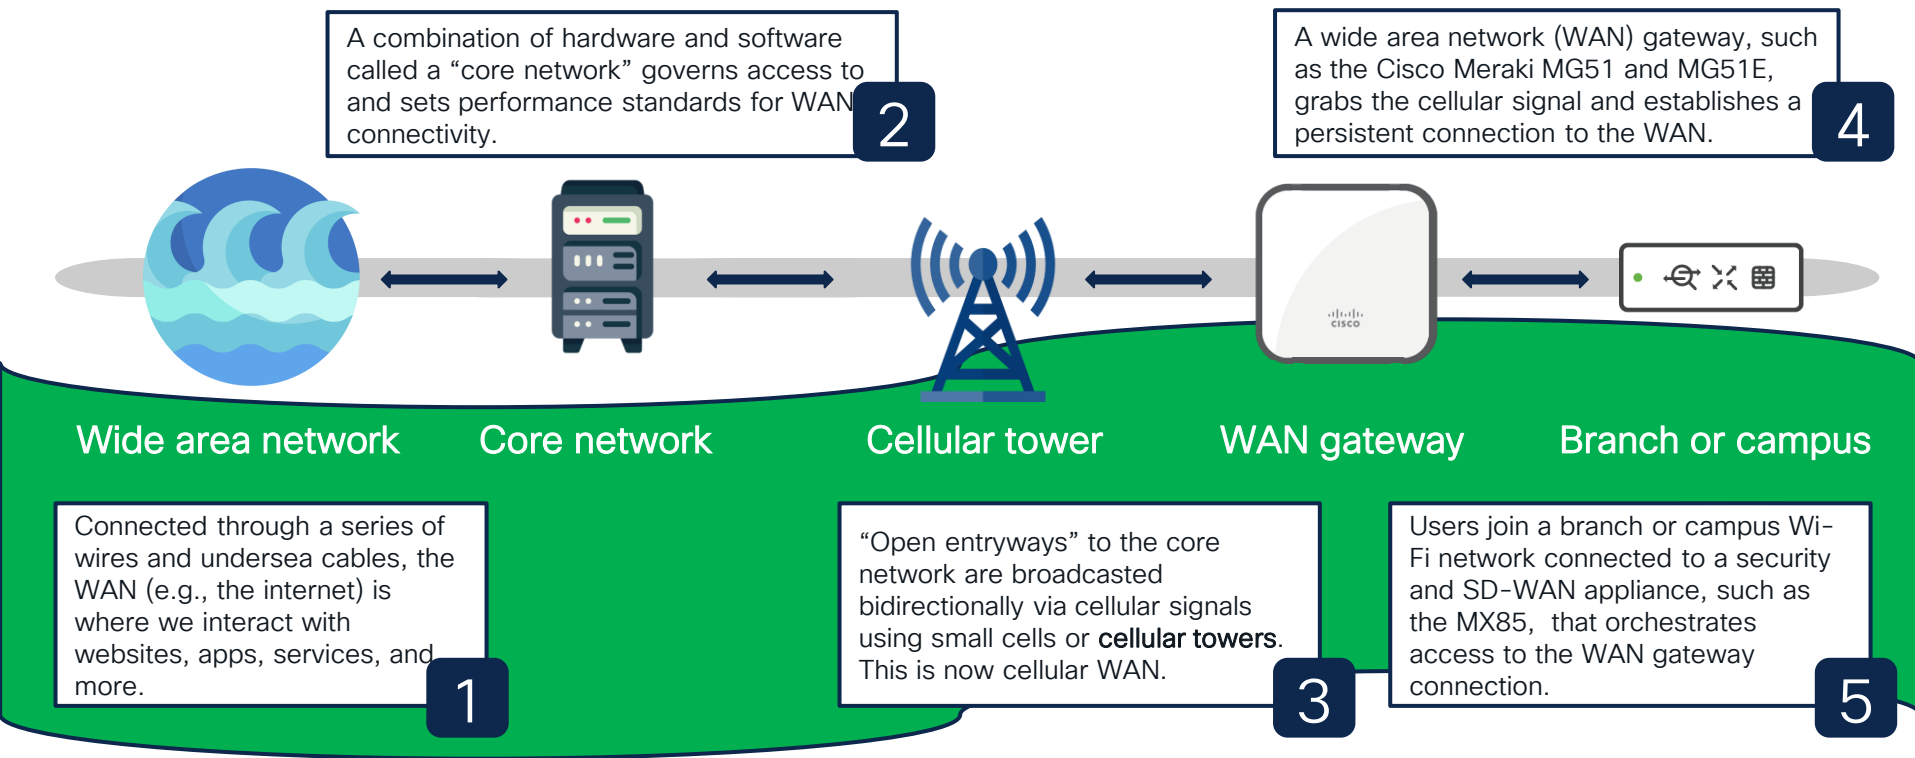 A combination of hardware and software
called a “core network” governs access to
and sets performance standards for WAN
connectivity.
2
A wide area network (WAN) gateway, such
as the Cisco Meraki MG51 and MG51E,
grabs the cellular signal and establishes a
persistent connection to the WAN.
4
CISCO
Wide area network
Core network
Cellular tower
WAN gateway
Branch or campus
Connected through a series of
wires and undersea cables, the
WAN (e.g., the internet) is
where we interact with
websites, apps, services, and
more.
1
“Open entryways” to the core
network are broadcasted
bidirectionally via cellular signals
using small cells or cellular towers.
This is now cellular WAN.
3
Users join a branch or campus Wi-
Fi network connected to a security
and SD-WAN appliance, such as
the MX85,  that orchestrates
access to the WAN gateway
connection.
5